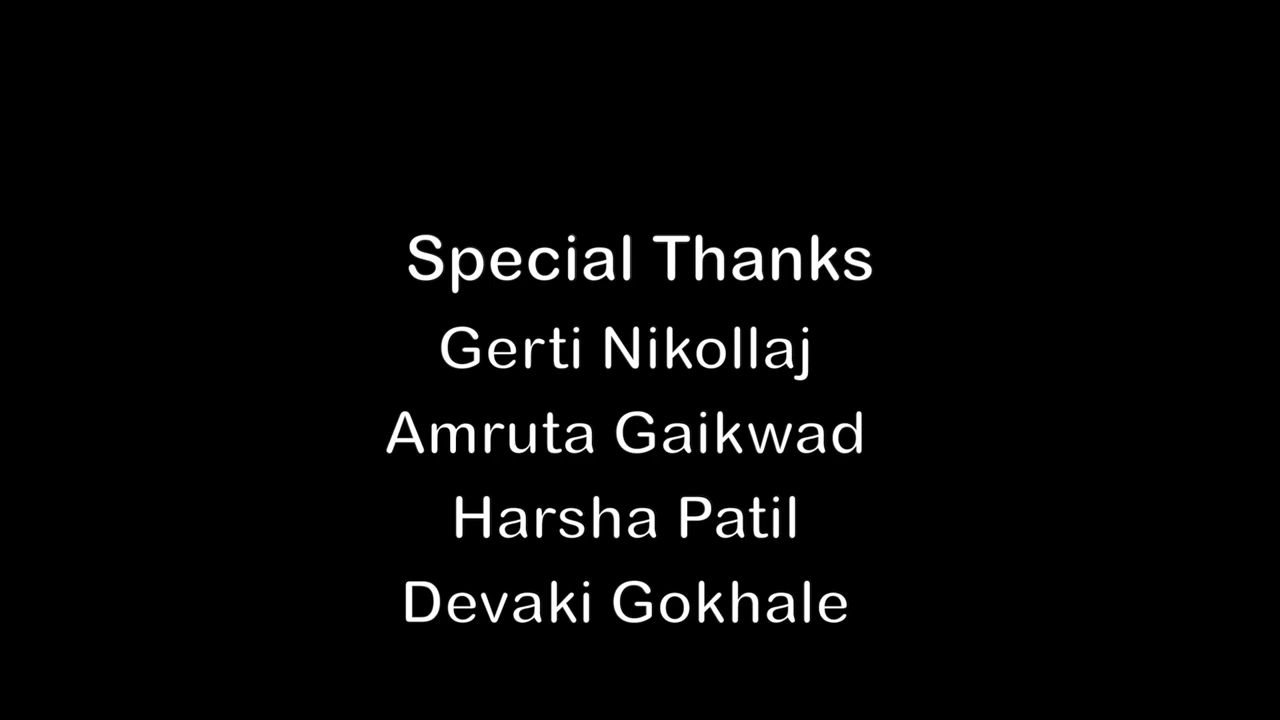 Special Thanks
Gerti Nikollaj
Amruta Gaikwad
Harsha Patil
Devaki Gokhale